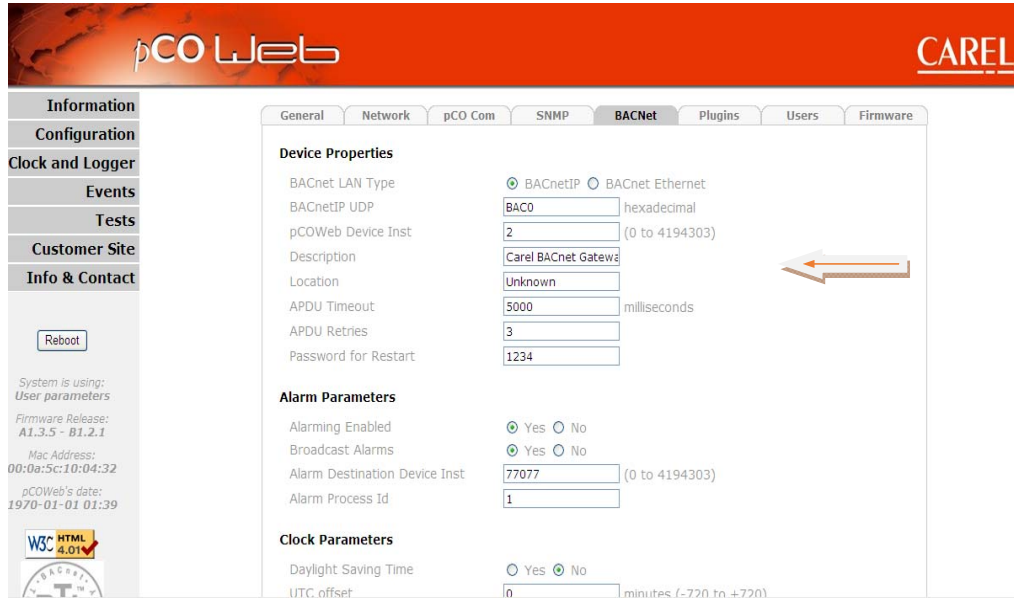 pCO Web
CAREL
Information
Configuration
Clock and Logger
Events
Tests
Customer Site
Info & Contact
Reboot
System is using:
User parameters
Firmware Release:
A1.3.5 - B1.2.1
Mac Address:
00:0a:5c:10:04:32
pCOWeb's date:
1970-01-01 01:39
W3C HTML 4.01
BACnet
General Network pCO Com SNMP BACNet Plugins Users Firmware
Device Properties
BACnet LAN Type BACnetIP BACnet Ethernet
BACnetIP UDP BAC0 hexadecimal
pCOWeb Device Inst 2 (0 to 4194303)
Description Carel BACnet Gatewa
Location Unknown
APDU Timeout 5000 milliseconds
APDU Retries 3
Password for Restart 1234
Alarm Parameters
Alarming Enabled Yes No
Broadcast Alarms Yes No
Alarm Destination Device Inst 77077 (0 to 4194303)
Alarm Process Id 1
Clock Parameters
Daylight Saving Time Yes No
UTC offset 0 minutes (-720 to +720)